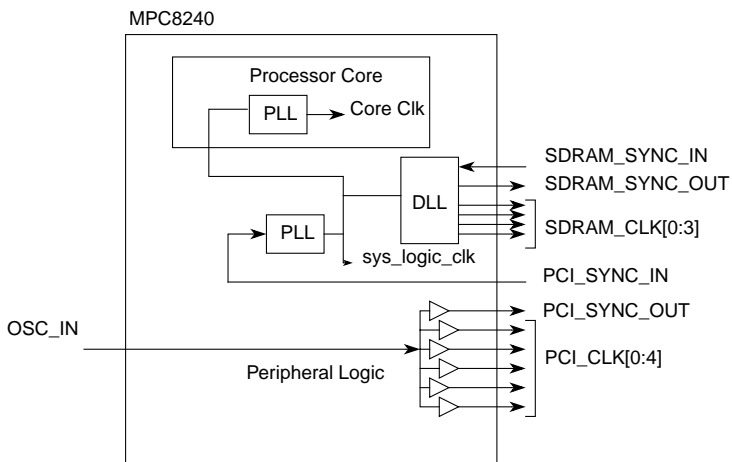 MPC8240
Processor Core
PLL
Core Clk
SDRAM_SYNC_IN
SDRAM_SYNC_OUT
DLL
SDRAM_CLK[0:3]
PLL
sys_logic_clk
PCI_SYNC_IN
PCI_SYNC_OUT
OSC_IN
PCI_CLK[0:4]
Peripheral Logic